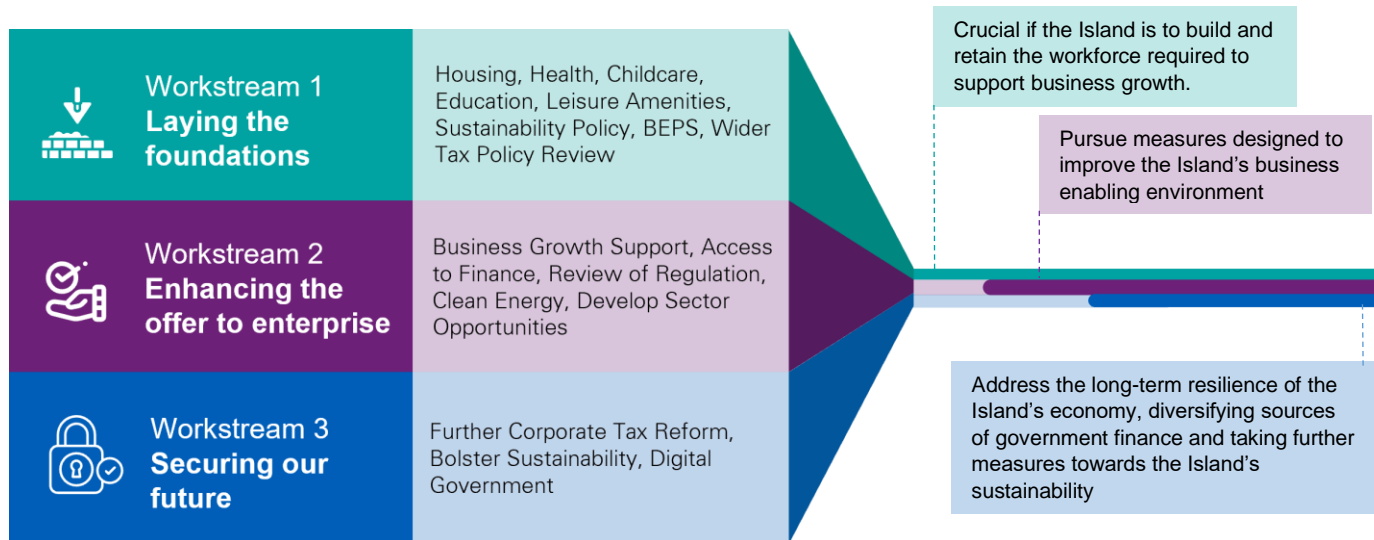 Workstream 1
Laying the
foundations
Housing, Health, Childcare,
Education, Leisure Amenities,
Sustainability Policy, BEPS, Wider
Tax Policy Review
Crucial if the Island is to build and
retain the workforce required to
support business growth.
Workstream 2
Enhancing the
offer to enterprise
Business Growth Support, Access
to Finance, Review of Regulation,
Clean Energy, Develop Sector
Opportunities
Pursue measures designed to
improve the Island’s business
enabling environment
Workstream 3
Securing our
future
Further Corporate Tax Reform,
Bolster Sustainability, Digital
Government
Address the long-term resilience of the
Island’s economy, diversifying sources
of government finance and taking further
measures towards the Island’s
sustainability